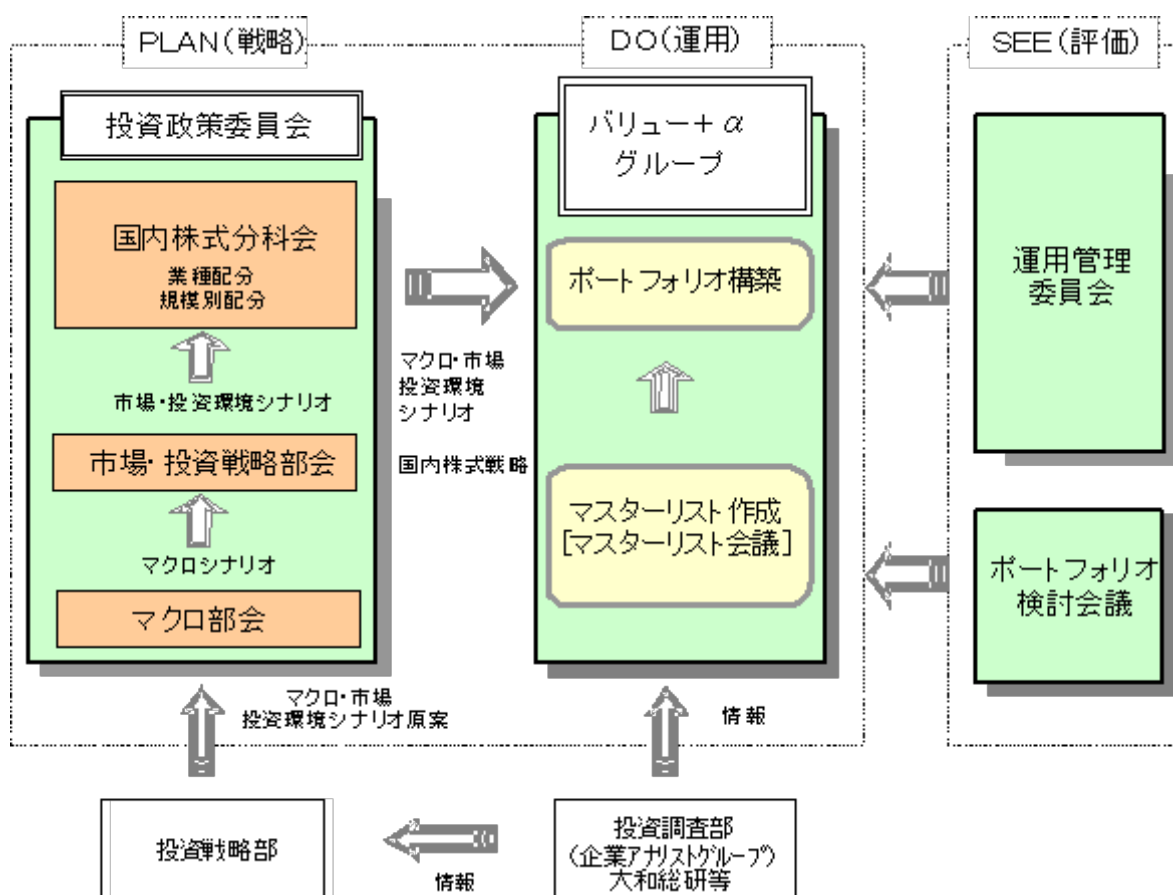 PLAN(戦略)
DO(運用)
SEE(評価)
投資政策委員会
国内株式分科会
業種配分
規模別配分
市場・投資環境シナリオ
市場・投資戦略部会
マクロシナリオ
マクロ部会
マクロ・市場
投資環境
シナリオ
国内株式戦略
バリュー+α
グループ
ポートフォリオ構築
マスターリスト作成
[マスターリスト会議]
運用管理
委員会
ポートフォリオ
検討会議
マクロ・市場
投資環境シナリオ原案
情報
投資戦略部
情報
投資調査部
(企業アナリストグループ)
大和総研等